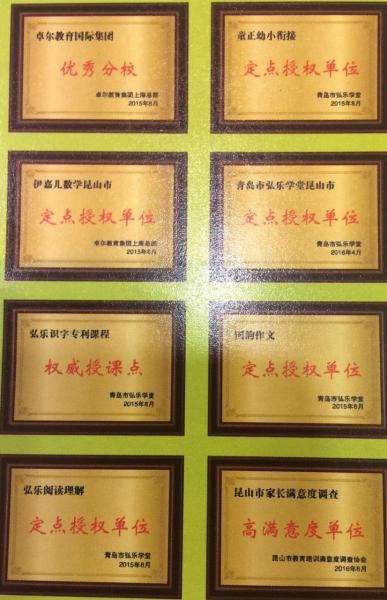 卓尔教育国际集团
优秀分校
卓尔教育集团上海总部
2015年8月
童正幼小衔接
定点授权单位
青岛市弘乐学堂
2015年8月
伊嘉儿数学昆山市
定点授权单位
卓尔教育集团上海总部
2015年8月
青岛市弘乐学堂昆山市
定点授权单位
青岛市弘乐学堂
2016年4月
弘乐识字专利课程
权威授课点
青岛市弘乐学堂
2015年8月
作文
定点授权单位
青岛市弘乐学堂
2015年8月
弘乐阅读理解
定点授权单位
青岛市弘乐学堂
2015年8月
昆山市家长满意度调查
高满意度单位
昆山市教育培训满意度调查协会
2016年6月